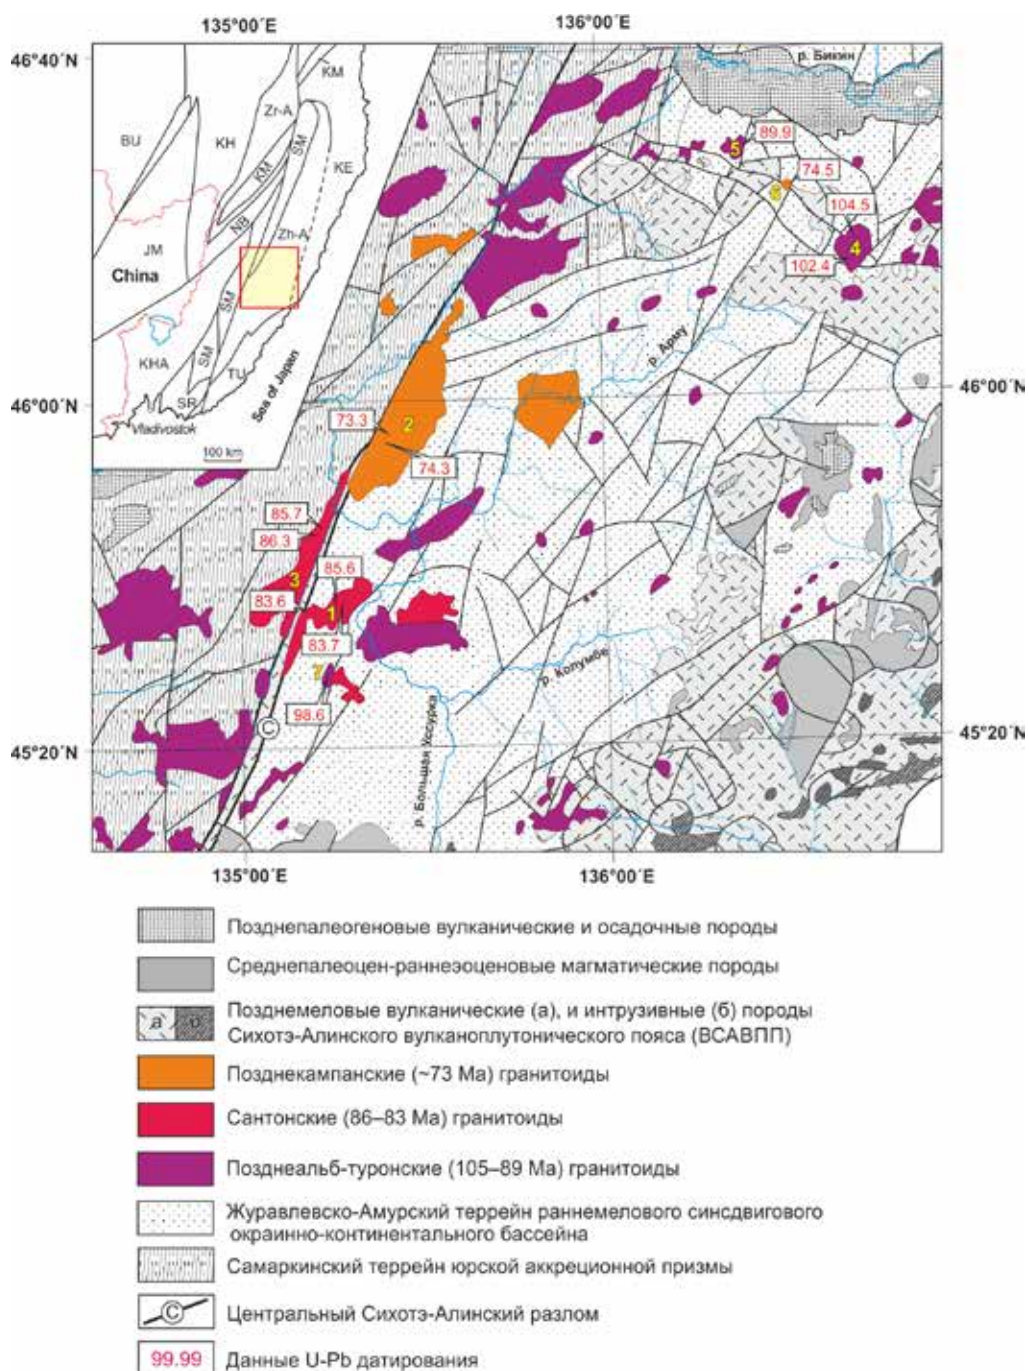 135°00´E
136°00´E
46°40´N
BU
KH
KM
Zr-A
SM
KM
KE
NB
Zh-A
JM
China
SM
KHA
SM
TU
SR
Vladivostok
Sea of Japan
100 km
р. Бикин
89.9
5
74.5
6
104.5
4
102.4
р. Арму
46°00´N
46°00´N
2
73.3
74.3
85.7
86.3
3
85.6
83.6
1
83.7
7
98.6
С
р. Колумбе
р. Большая Уссурка
45°20´N
45°20´N
135°00´E
136°00´E
Позднепалеогеновые вулканические и осадочные породы
Среднепалеоцен-раннеэоценовые магматические породы
а б
Позднемеловые вулканические (а), и интрузивные (б) породы
Сихотэ-Алинского вулканоплутонического пояса (ВСАВПП)
Позднекампанские (~73 Ма) гранитоиды
Сантонские (86–83 Ма) гранитоиды
Позднеальб-туронские (105–89 Ма) гранитоиды
Журавлевско-Амурский террейн раннемелового синсдвигового
окраинно-континентального бассейна
Самаркинский террейн юрской аккреционной призмы
С
Центральный Сихотэ-Алинский разлом
99.99
Данные U-Pb датирования